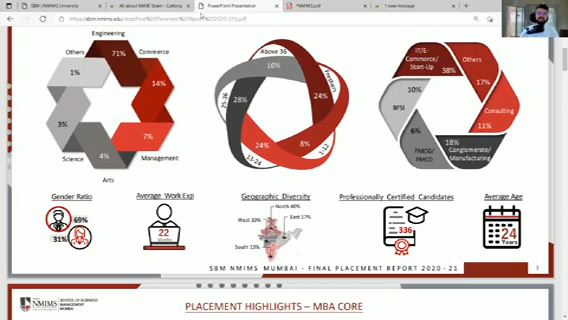 SBM | NMIMS University
All about NMAT Exam - Cetking
PowerPoint Presentation
*NMIMS.pdf
1 new message
Engineering
Others
71%
Commerce
1%
14%
3%
7%
Science
4%
Management
Arts
Above 36
16%
Freshers
25-36
28%
24%
24%
8%
13-24
1-12
IT/E-
Commerce/
Start-Up
38%
Others
17%
10%
BFSI
Consulting
11%
6%
FMCG/
FMCD
18%
Conglomerate/
Manufacturing
Gender Ratio
69%
31%
Average Work Exp
22
Months
Geographic Diversity
North 40%
West 30%
East 17%
South 13%
Professionally Certified Candidates
336
Average Age
24
Years
SBM NMIMS MUMBAI - FINAL PLACEMENT REPORT 2020-21
3
NMIMS
SCHOOL OF BUSINESS
MANAGEMENT
MUMBAI
PLACEMENT HIGHLIGHTS – MBA CORE